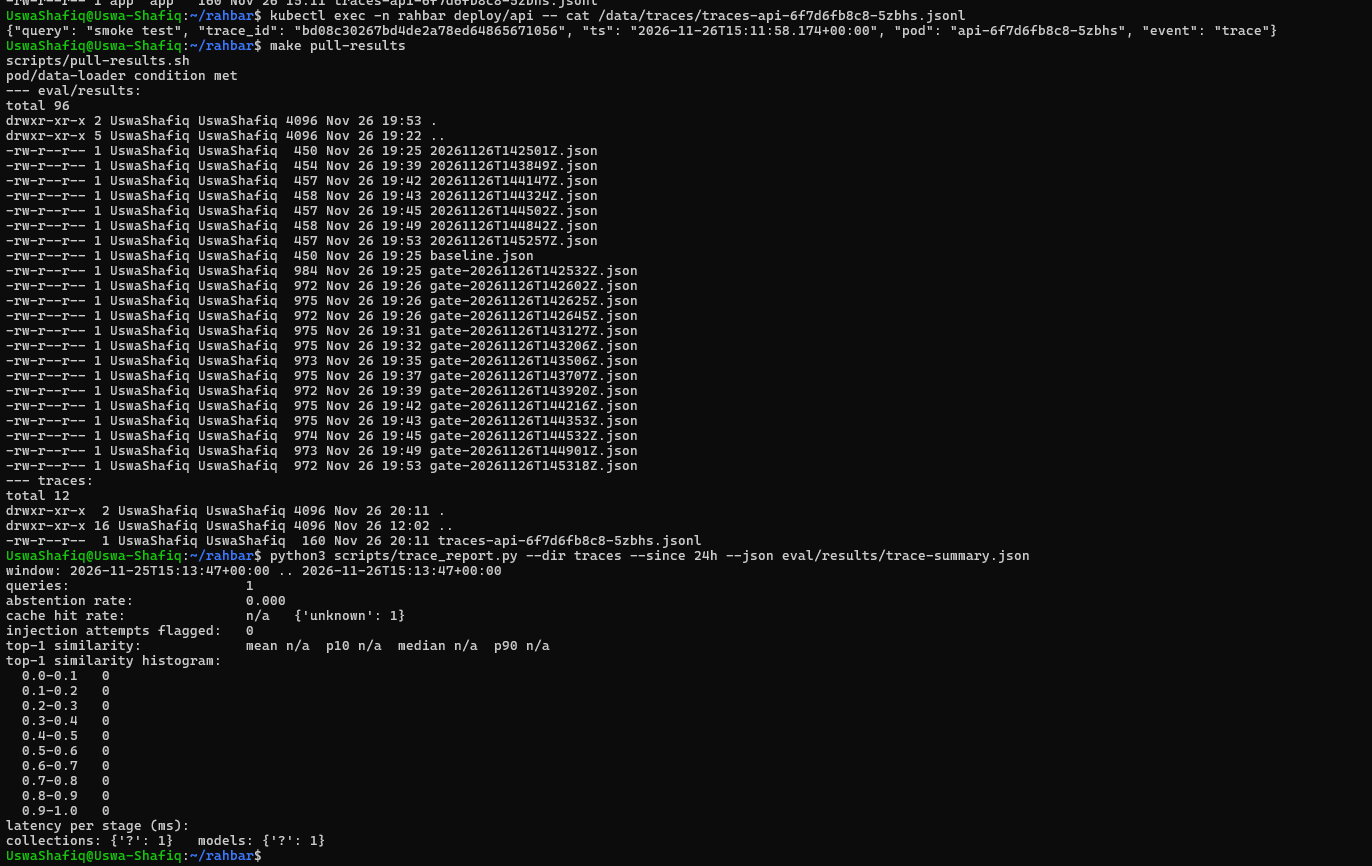 -rw-r--r-- 1 app  app   160 Nov 26 15:11 traces-api-6f7d6fb8c8-5zbhs.jsonl
UswaShafiq@Uswa-Shafiq:~/rahbar$ kubectl exec -n rahbar deploy/api -- cat /data/traces/traces-api-6f7d6fb8c8-5zbhs.jsonl
{"query": "smoke test", "trace_id": "bd08c30267bd4de2a78ed64865671056", "ts": "2026-11-26T15:11:58.174+00:00", "pod": "api-6f7d6fb8c8-5zbhs", "event": "trace"}
UswaShafiq@Uswa-Shafiq:~/rahbar$ make pull-results
scripts/pull-results.sh
pod/data-loader condition met
--- eval/results:
total 96
drwxr-xr-x 2 UswaShafiq UswaShafiq 4096 Nov 26 19:53 .
drwxr-xr-x 5 UswaShafiq UswaShafiq 4096 Nov 26 19:22 ..
-rw-r--r-- 1 UswaShafiq UswaShafiq  450 Nov 26 19:25 20261126T142501Z.json
-rw-r--r-- 1 UswaShafiq UswaShafiq  454 Nov 26 19:39 20261126T143849Z.json
-rw-r--r-- 1 UswaShafiq UswaShafiq  457 Nov 26 19:42 20261126T144147Z.json
-rw-r--r-- 1 UswaShafiq UswaShafiq  458 Nov 26 19:43 20261126T144324Z.json
-rw-r--r-- 1 UswaShafiq UswaShafiq  457 Nov 26 19:45 20261126T144502Z.json
-rw-r--r-- 1 UswaShafiq UswaShafiq  458 Nov 26 19:49 20261126T144842Z.json
-rw-r--r-- 1 UswaShafiq UswaShafiq  457 Nov 26 19:53 20261126T145257Z.json
-rw-r--r-- 1 UswaShafiq UswaShafiq  450 Nov 26 19:25 baseline.json
-rw-r--r-- 1 UswaShafiq UswaShafiq  984 Nov 26 19:25 gate-20261126T142532Z.json
-rw-r--r-- 1 UswaShafiq UswaShafiq  972 Nov 26 19:26 gate-20261126T142602Z.json
-rw-r--r-- 1 UswaShafiq UswaShafiq  975 Nov 26 19:26 gate-20261126T142625Z.json
-rw-r--r-- 1 UswaShafiq UswaShafiq  972 Nov 26 19:26 gate-20261126T142645Z.json
-rw-r--r-- 1 UswaShafiq UswaShafiq  975 Nov 26 19:31 gate-20261126T143127Z.json
-rw-r--r-- 1 UswaShafiq UswaShafiq  975 Nov 26 19:32 gate-20261126T143206Z.json
-rw-r--r-- 1 UswaShafiq UswaShafiq  973 Nov 26 19:35 gate-20261126T143506Z.json
-rw-r--r-- 1 UswaShafiq UswaShafiq  975 Nov 26 19:37 gate-20261126T143707Z.json
-rw-r--r-- 1 UswaShafiq UswaShafiq  972 Nov 26 19:39 gate-20261126T143920Z.json
-rw-r--r-- 1 UswaShafiq UswaShafiq  975 Nov 26 19:42 gate-20261126T144216Z.json
-rw-r--r-- 1 UswaShafiq UswaShafiq  975 Nov 26 19:43 gate-20261126T144353Z.json
-rw-r--r-- 1 UswaShafiq UswaShafiq  974 Nov 26 19:45 gate-20261126T144532Z.json
-rw-r--r-- 1 UswaShafiq UswaShafiq  973 Nov 26 19:49 gate-20261126T144901Z.json
-rw-r--r-- 1 UswaShafiq UswaShafiq  972 Nov 26 19:53 gate-20261126T145318Z.json
--- traces:
total 12
drwxr-xr-x  2 UswaShafiq UswaShafiq 4096 Nov 26 20:11 .
drwxr-xr-x 16 UswaShafiq UswaShafiq 4096 Nov 26 12:02 ..
-rw-r--r--  1 UswaShafiq UswaShafiq  160 Nov 26 20:11 traces-api-6f7d6fb8c8-5zbhs.jsonl
UswaShafiq@Uswa-Shafiq:~/rahbar$ python3 scripts/trace_report.py --dir traces --since 24h --json eval/results/trace-summary.json
window: 2026-11-25T15:13:47+00:00 .. 2026-11-26T15:13:47+00:00
queries:                      1
abstention rate:              0.000
cache hit rate:               n/a   {'unknown': 1}
injection attempts flagged:   0
top-1 similarity:             mean n/a  p10 n/a  median n/a  p90 n/a
top-1 similarity histogram:
  0.0-0.1   0
  0.1-0.2   0
  0.2-0.3   0
  0.3-0.4   0
  0.4-0.5   0
  0.5-0.6   0
  0.6-0.7   0
  0.7-0.8   0
  0.8-0.9   0
  0.9-1.0   0
latency per stage (ms):
collections: {'?': 1}   models: {'?': 1}
UswaShafiq@Uswa-Shafiq:~/rahbar$